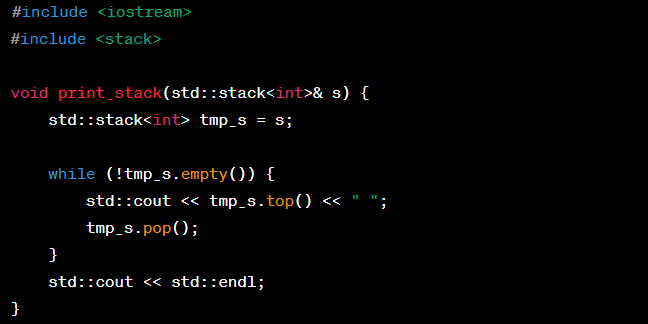 #include <iostream>
#include <stack>
void print_stack(std::stack<int>& s) {
    std::stack<int> tmp_s = s;
    while (!tmp_s.empty()) {
        std::cout << tmp_s.top() << " ";
        tmp_s.pop();
    }
    std::cout << std::endl;
}